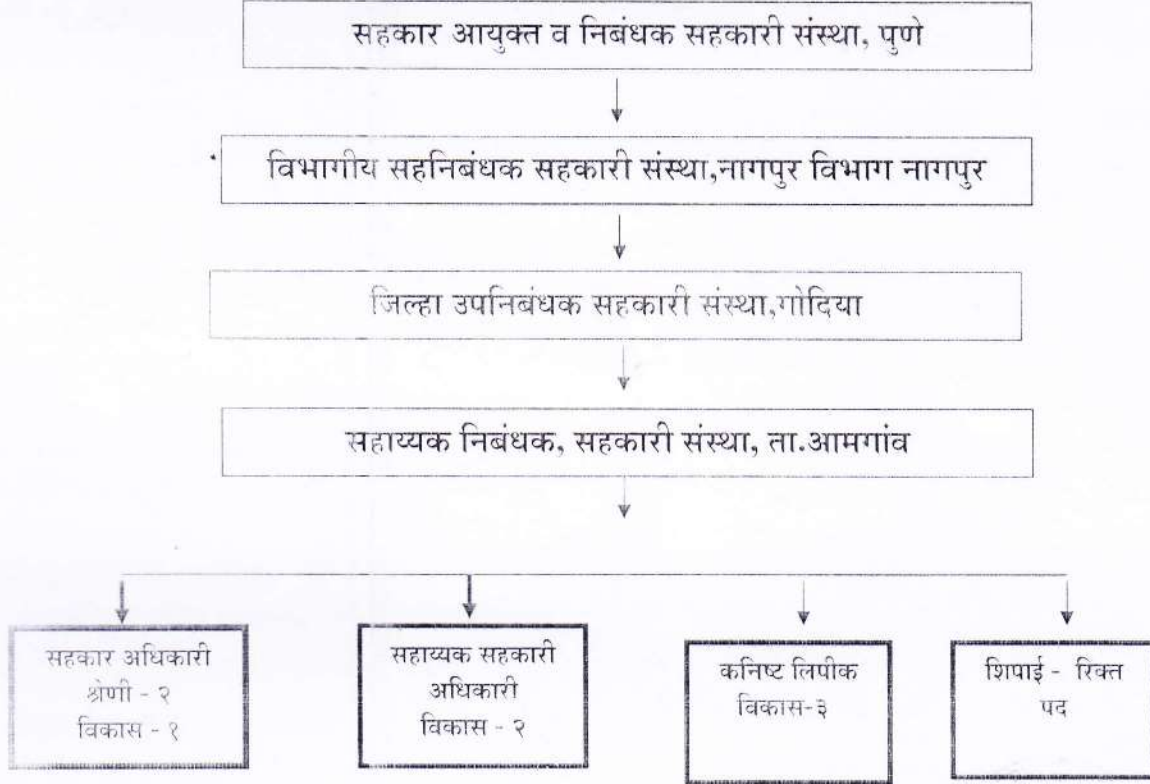 सहकार आयुक्त व निबंधक सहकारी संस्था, पुणे
विभागीय सहनिबंधक सहकारी संस्था,नागपुर विभाग नागपुर
जिल्हा उपनिबंधक सहकारी संस्था,गोदिया
सहाय्यक निबंधक, सहकारी संस्था, ता.आमगांव
सहकार अधिकारी
श्रेणी - २
विकास - १
सहाय्यक सहकारी
अधिकारी
विकास - २
कनिष्ट लिपीक
विकास-३
शिपाई - रिक्त
पद